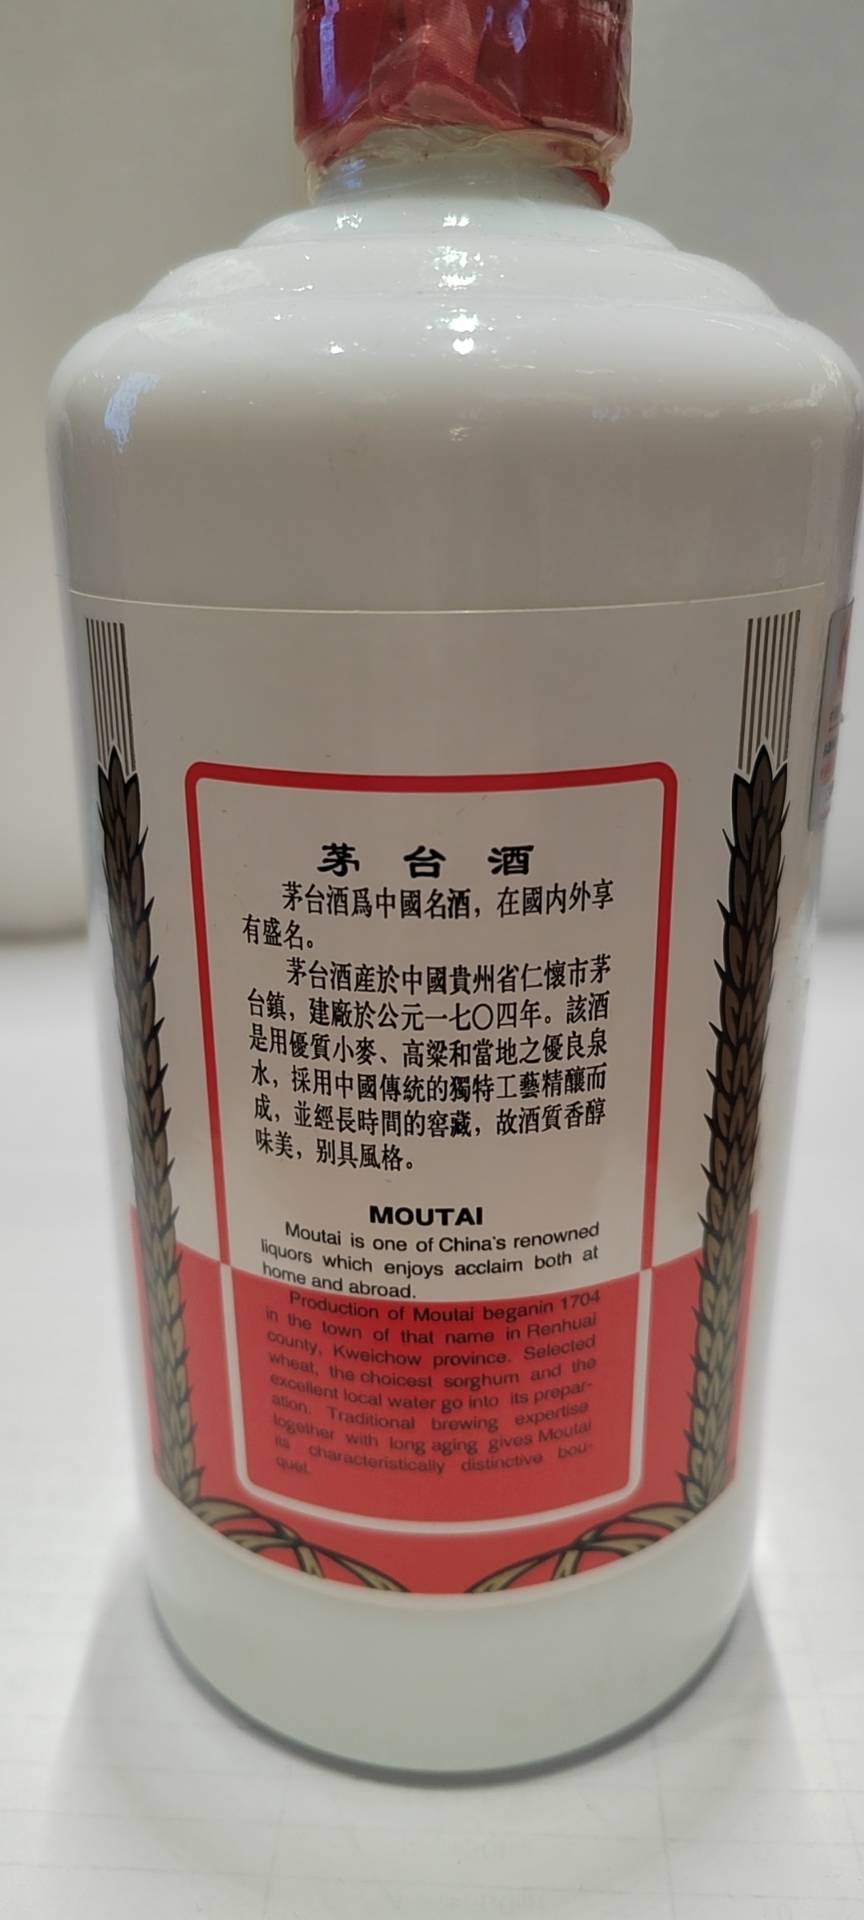 茅台酒
茅台酒爲中國名酒，在國内外享
有盛名。
茅台酒産於中國貴州省仁懷市茅
台鎮，建廠於公元一七〇四年。該酒
是用優質小麥、高粱和當地之優良泉
水，採用中國傳統的獨特工藝精釀而
成，並經長時間的窖藏，故酒質香醇
味美，别具風格。
MOUTAI
Moutai is one of China's renowned
liquors which enjoys acclaim both at
home and abroad.
Production of Moutai beganin 1704
in the town of that name in Renhuai
county, Kweichow province. Selected
wheat, the choicest sorghum and the
excellent local water go into its prepar-
ation. Traditional brewing expertise
together with long aging gives Moutai
its characteristically distinctive bou-
quet.